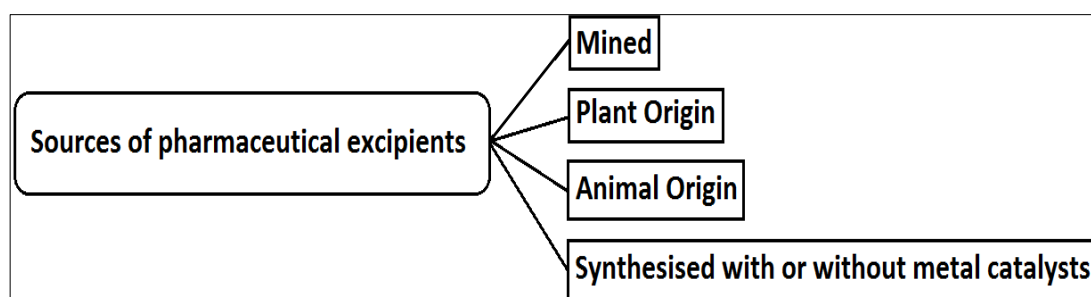 Mined
Plant Origin
Sources of pharmaceutical excipients
Animal Origin
Synthesised with or without metal catalysts